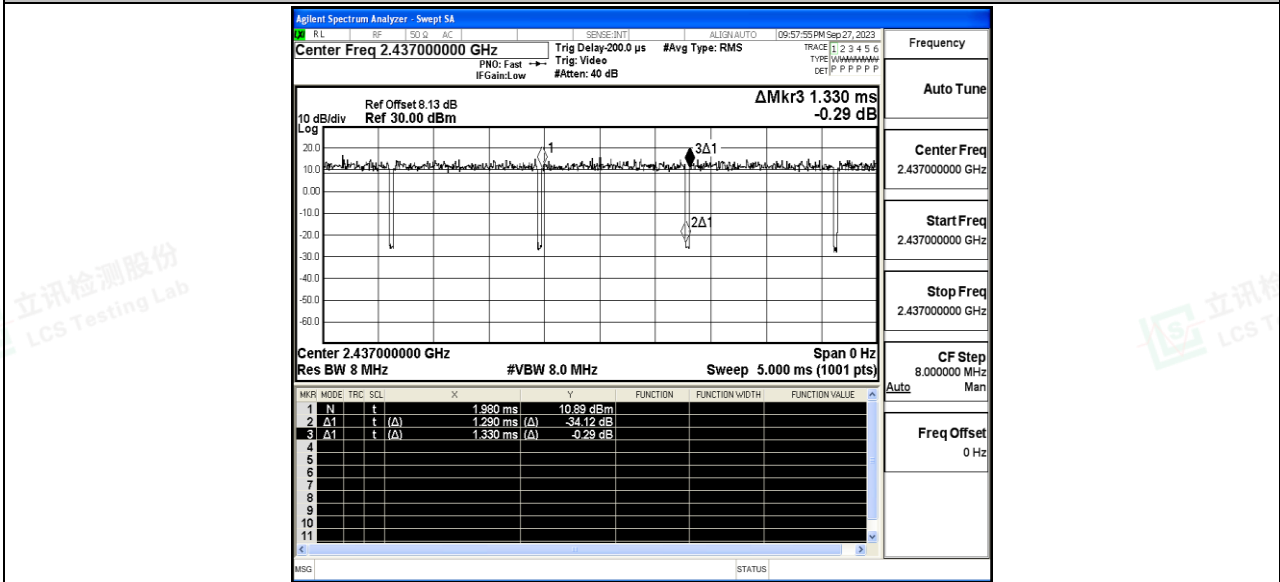 Agilent Spectrum Analyzer - Swept SA
RL RF 50 Ω AC SENSE:INT ALIGNAUTO 09:57:55 PM Sep 27, 2023
Center Freq 2.437000000 GHz
PNO: Fast
IFGain:Low
Trig Delay-200.0 µs
Trig: Video
#Atten: 40 dB
#Avg Type: RMS
TRACE 1 2 3 4 5 6
TYPE WWWWWW
DET P P P P P P
Frequency
Auto Tune
Center Freq
2.437000000 GHz
Start Freq
2.437000000 GHz
Stop Freq
2.437000000 GHz
CF Step
8.000000 MHz
Auto Man
Freq Offset
0 Hz
ΔMkr3 1.330 ms
-0.29 dB
Ref Offset 8.13 dB
10 dB/div Ref 30.00 dBm
Log
20.0
10.0
0.00
-10.0
-20.0
-30.0
-40.0
-50.0
-60.0
1
3Δ1
2Δ1
Center 2.437000000 GHz Span 0 Hz
Res BW 8 MHz #VBW 8.0 MHz Sweep 5.000 ms (1001 pts)
MKR MODE TRC SCL X Y FUNCTION FUNCTION WIDTH FUNCTION VALUE
1 N t 1.980 ms 10.89 dBm
2 Δ1 t (Δ) 1.290 ms (Δ) -34.12 dB
3 Δ1 t (Δ) 1.330 ms (Δ) -0.29 dB
4
5
6
7
8
9
10
11
MSG STATUS
立讯检测股份
LCS Testing Lab
立讯检
LCS T